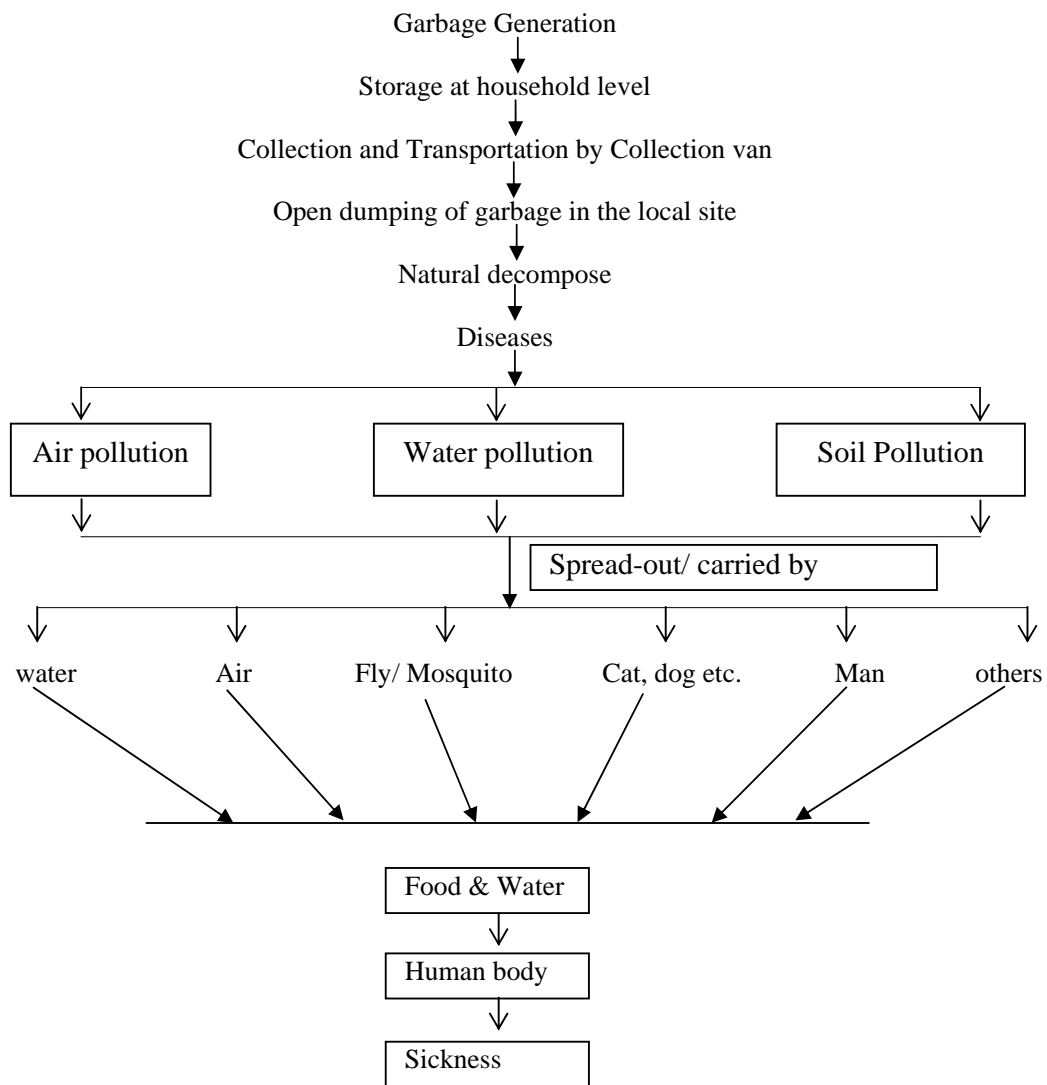 Garbage Generation
Storage at household level
Collection and Transportation by Collection van
Open dumping of garbage in the local site
Natural decompose
Diseases
Air pollution
Water pollution
Soil Pollution
Spread-out/ carried by
water
Air
Fly/ Mosquito
Cat, dog etc.
Man
others
Food & Water
Human body
Sickness